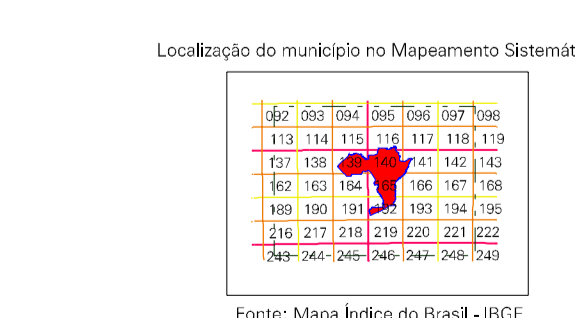 Localização do município no Mapeamento Sistemát
092 093 094 095 096 097 098
113 114 115 116 117 118 119
137 138 139 140 141 142 143
162 163 164 165 166 167 168
189 190 191 192 193 194 195
216 217 218 219 220 221 222
243 244 245 246 247 248 249
Fonte: Mapa Índice do Brasil - IBGE